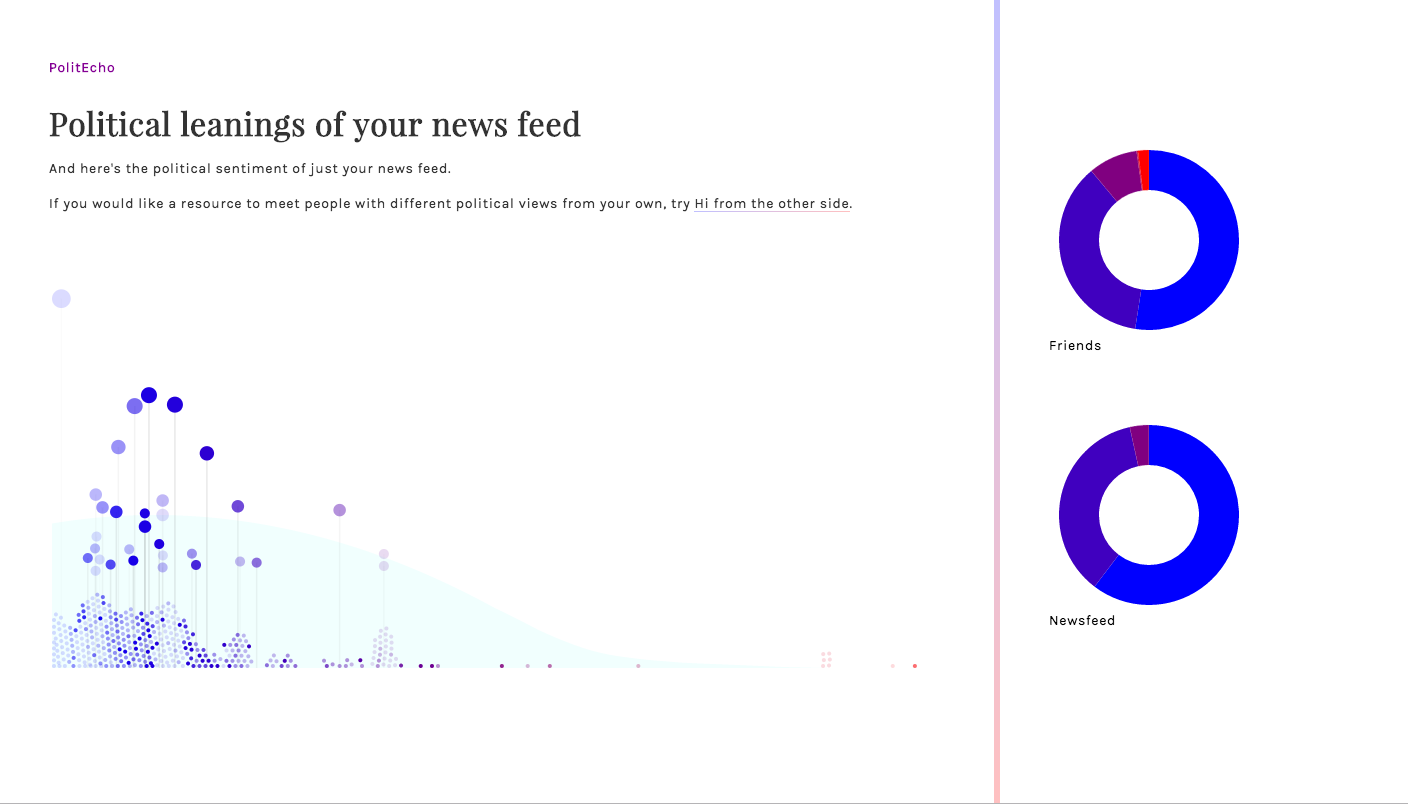 PolitEcho
Political leanings of your news feed
And here's the political sentiment of just your news feed.
If you would like a resource to meet people with different political views from your own, try Hi from the other side.
Friends
Newsfeed